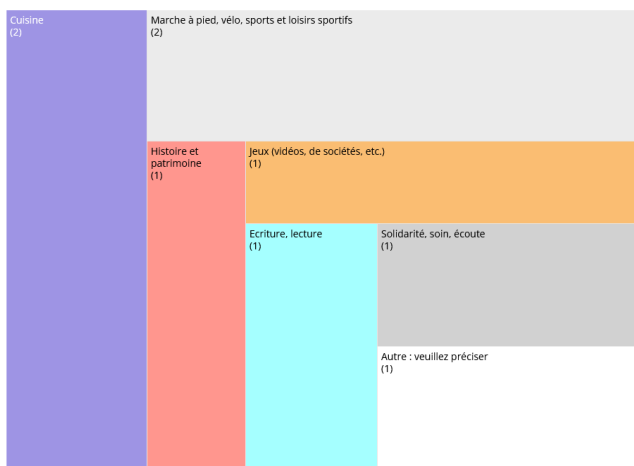 Cuisine
(2)
Marche à pied, vélo, sports et loisirs sportifs
(2)
Histoire et
patrimoine
(1)
Jeux (vidéos, de sociétés, etc.)
(1)
Ecriture, lecture
(1)
Solidarité, soin, écoute
(1)
Autre : veuillez préciser
(1)